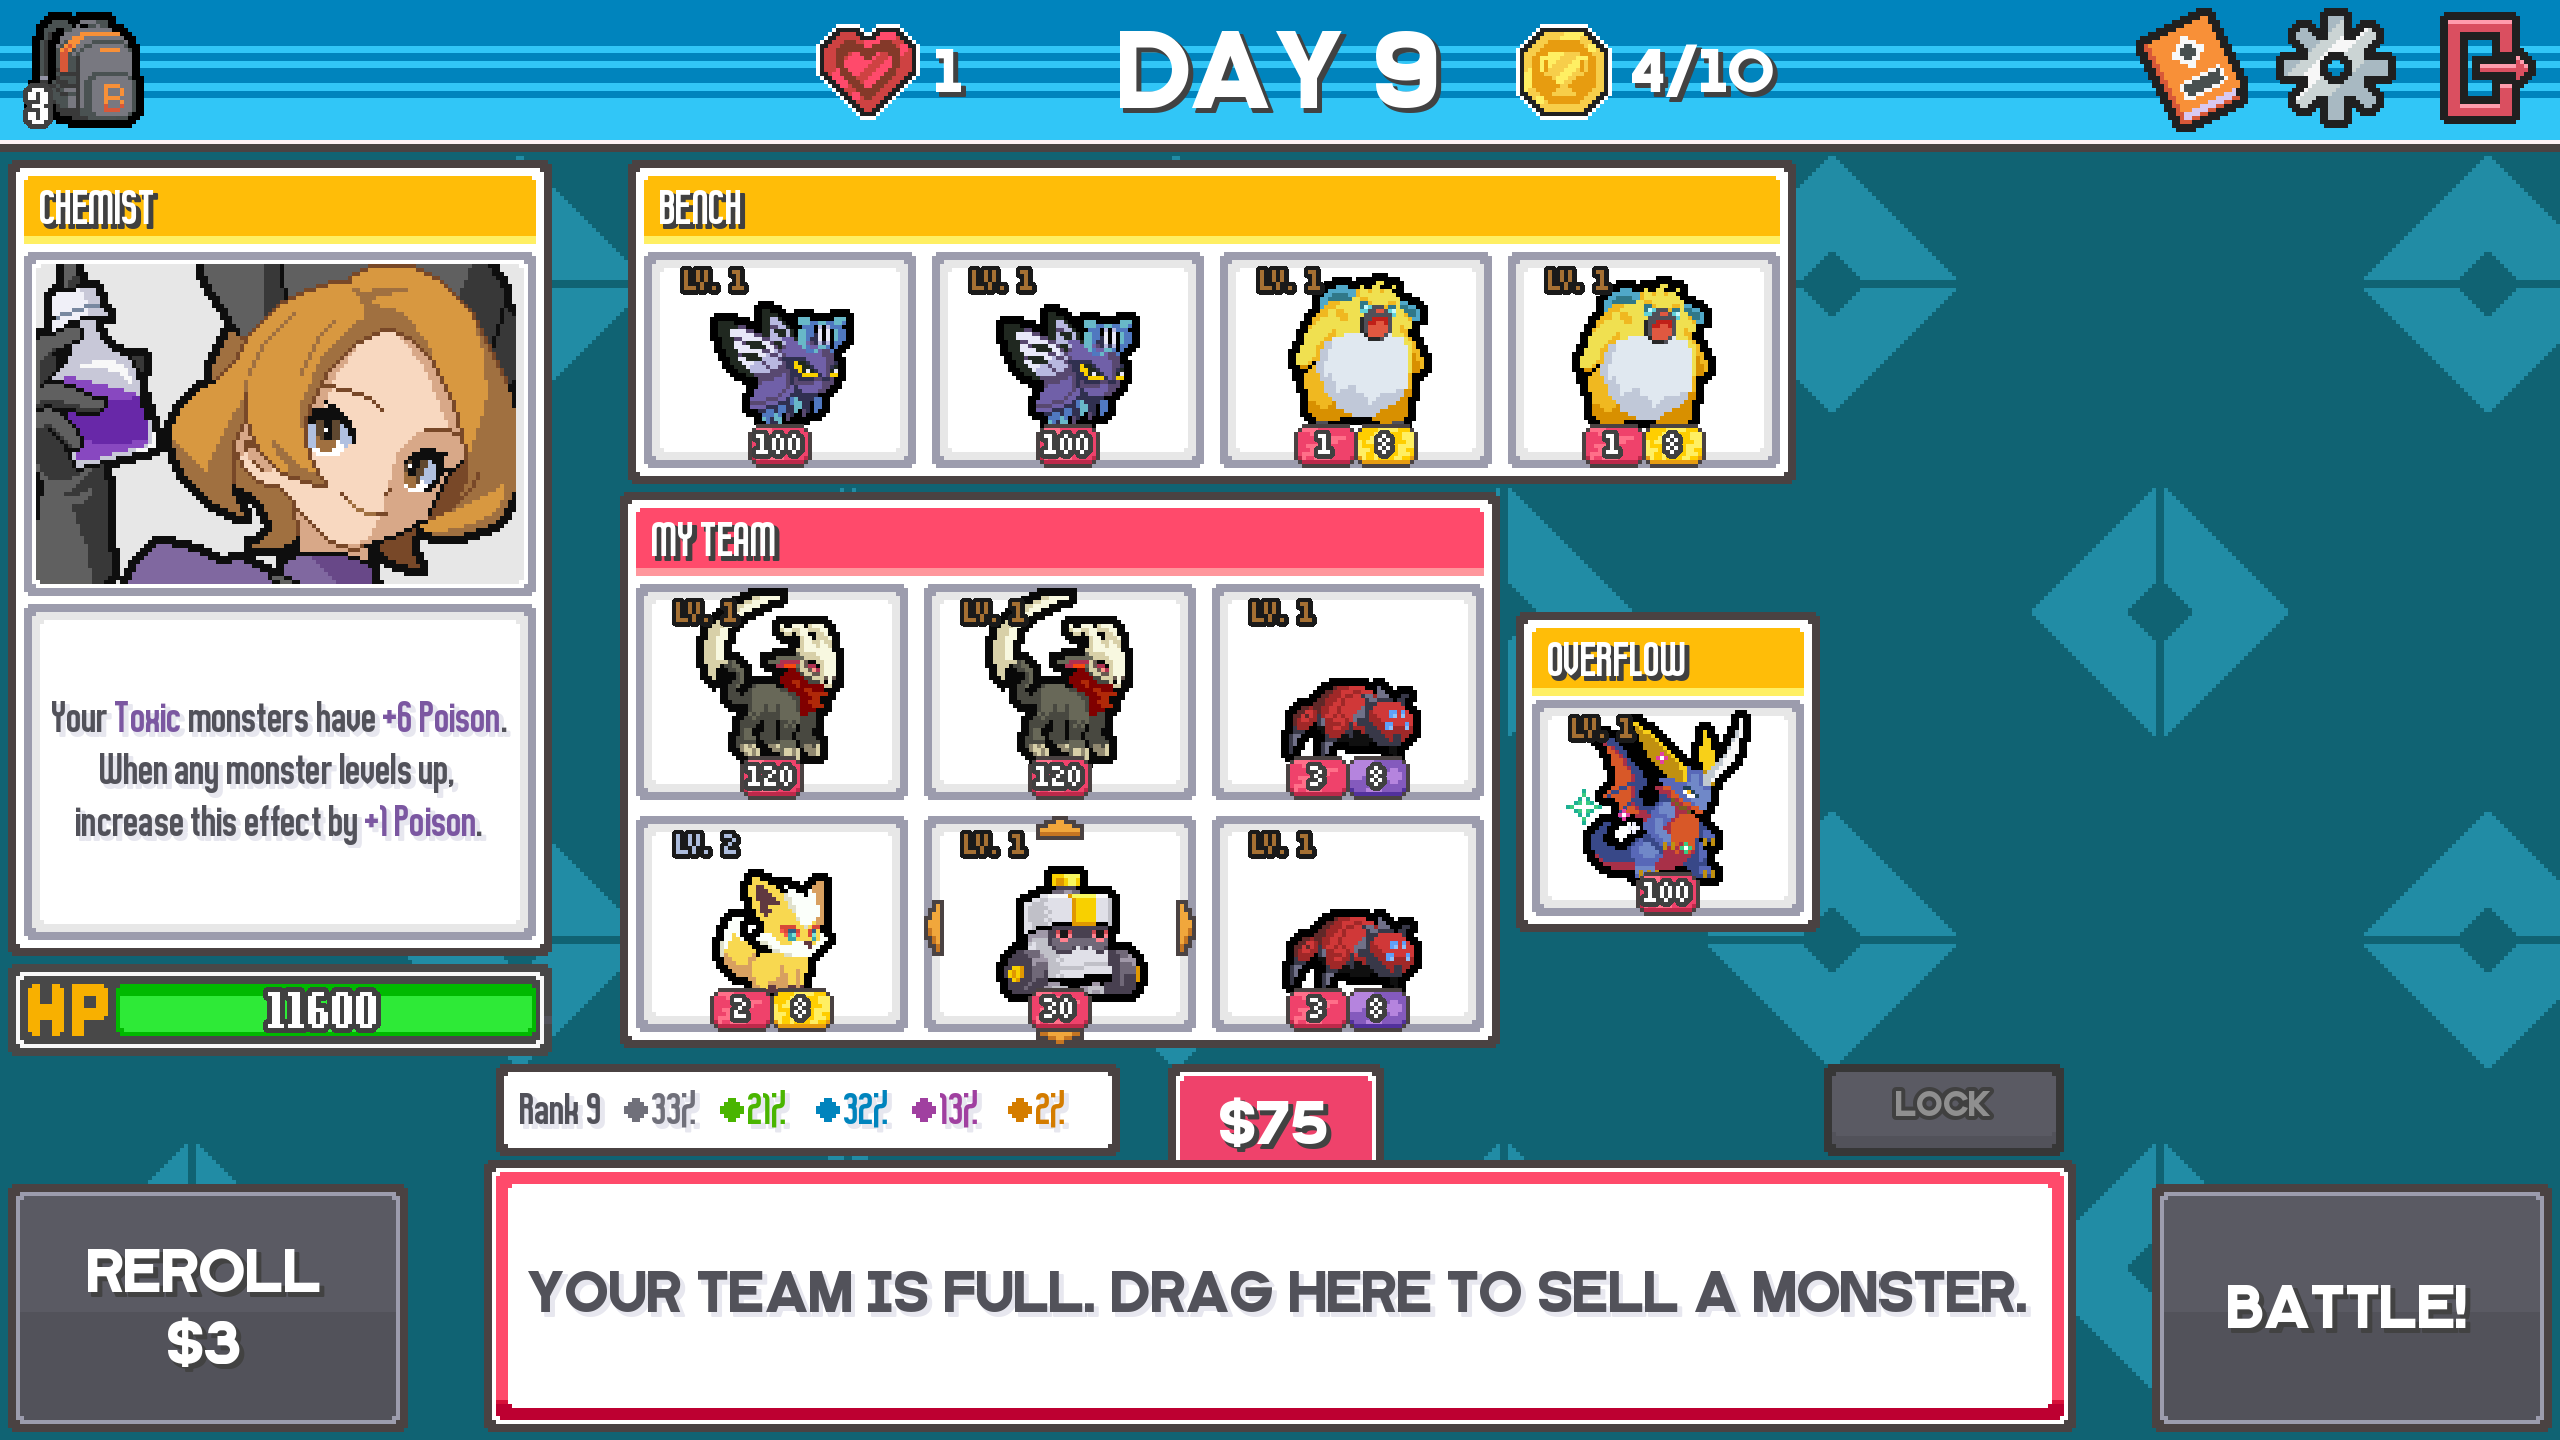 3
B
1
DAY 9
4/10
CHEMIST
Your Toxic monsters have +6 Poison.
When any monster levels up,
increase this effect by +1 Poison.
HP 11600
BENCH
LV. 1 LV. 1 LV. 1 LV. 1
100 100 1 8 1 8
MY TEAM
LV. 1 LV. 1 LV. 1
120 120 3 8
LV. 2 LV. 1 LV. 1
2 8 30 3 8
OVERFLOW
LV. 1
100
Rank 9 33% 21% 32% 13% 2%
$75
LOCK
REROLL
$3
YOUR TEAM IS FULL. DRAG HERE TO SELL A MONSTER.
BATTLE!